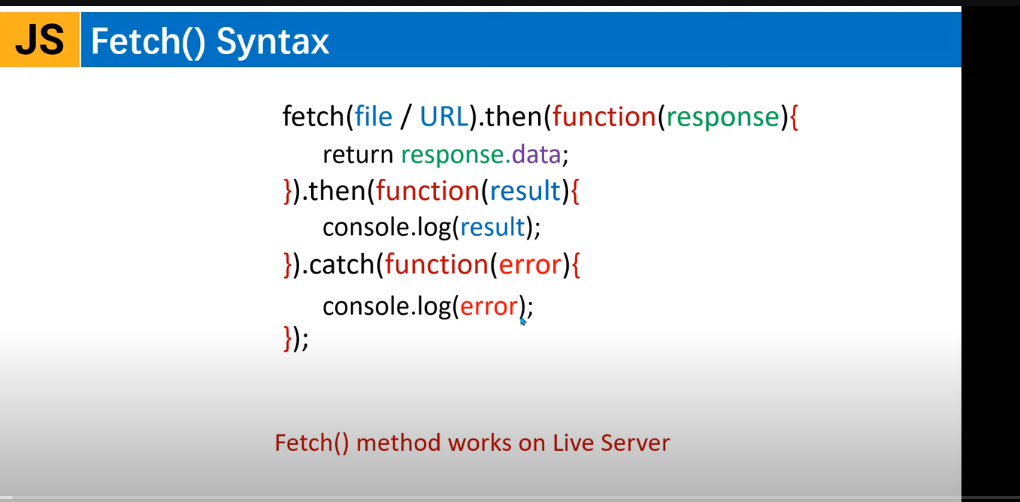 JS Fetch() Syntax
fetch(file / URL).then(function(response){
return response.data;
}).then(function(result){
console.log(result);
}).catch(function(error){
console.log(error);
});
Fetch() method works on Live Server